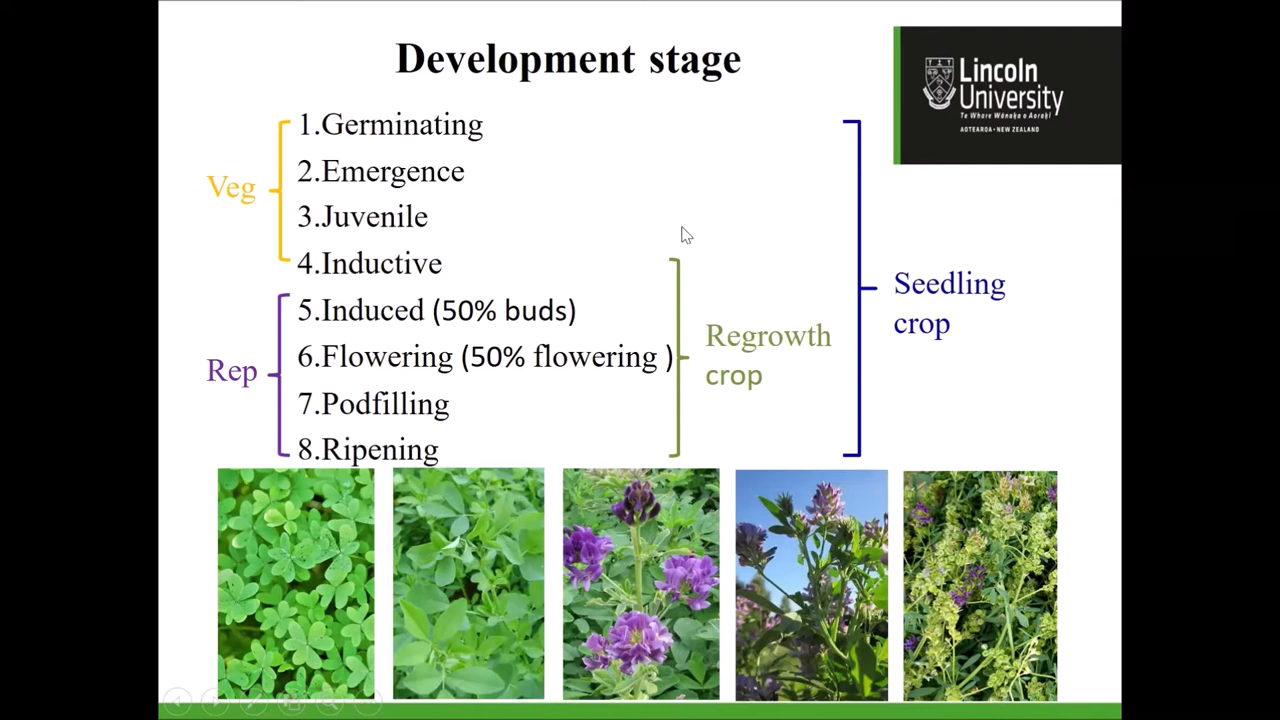 Development stage
Lincoln
University
Te Whare Wānaka o Aoraki
AOTEAROA • NEW ZEALAND
1.Germinating
2.Emergence
3.Juvenile
4.Inductive
5.Induced (50% buds)
6.Flowering (50% flowering )
7.Podfilling
8.Ripening
Veg
Rep
Regrowth
crop
Seedling
crop